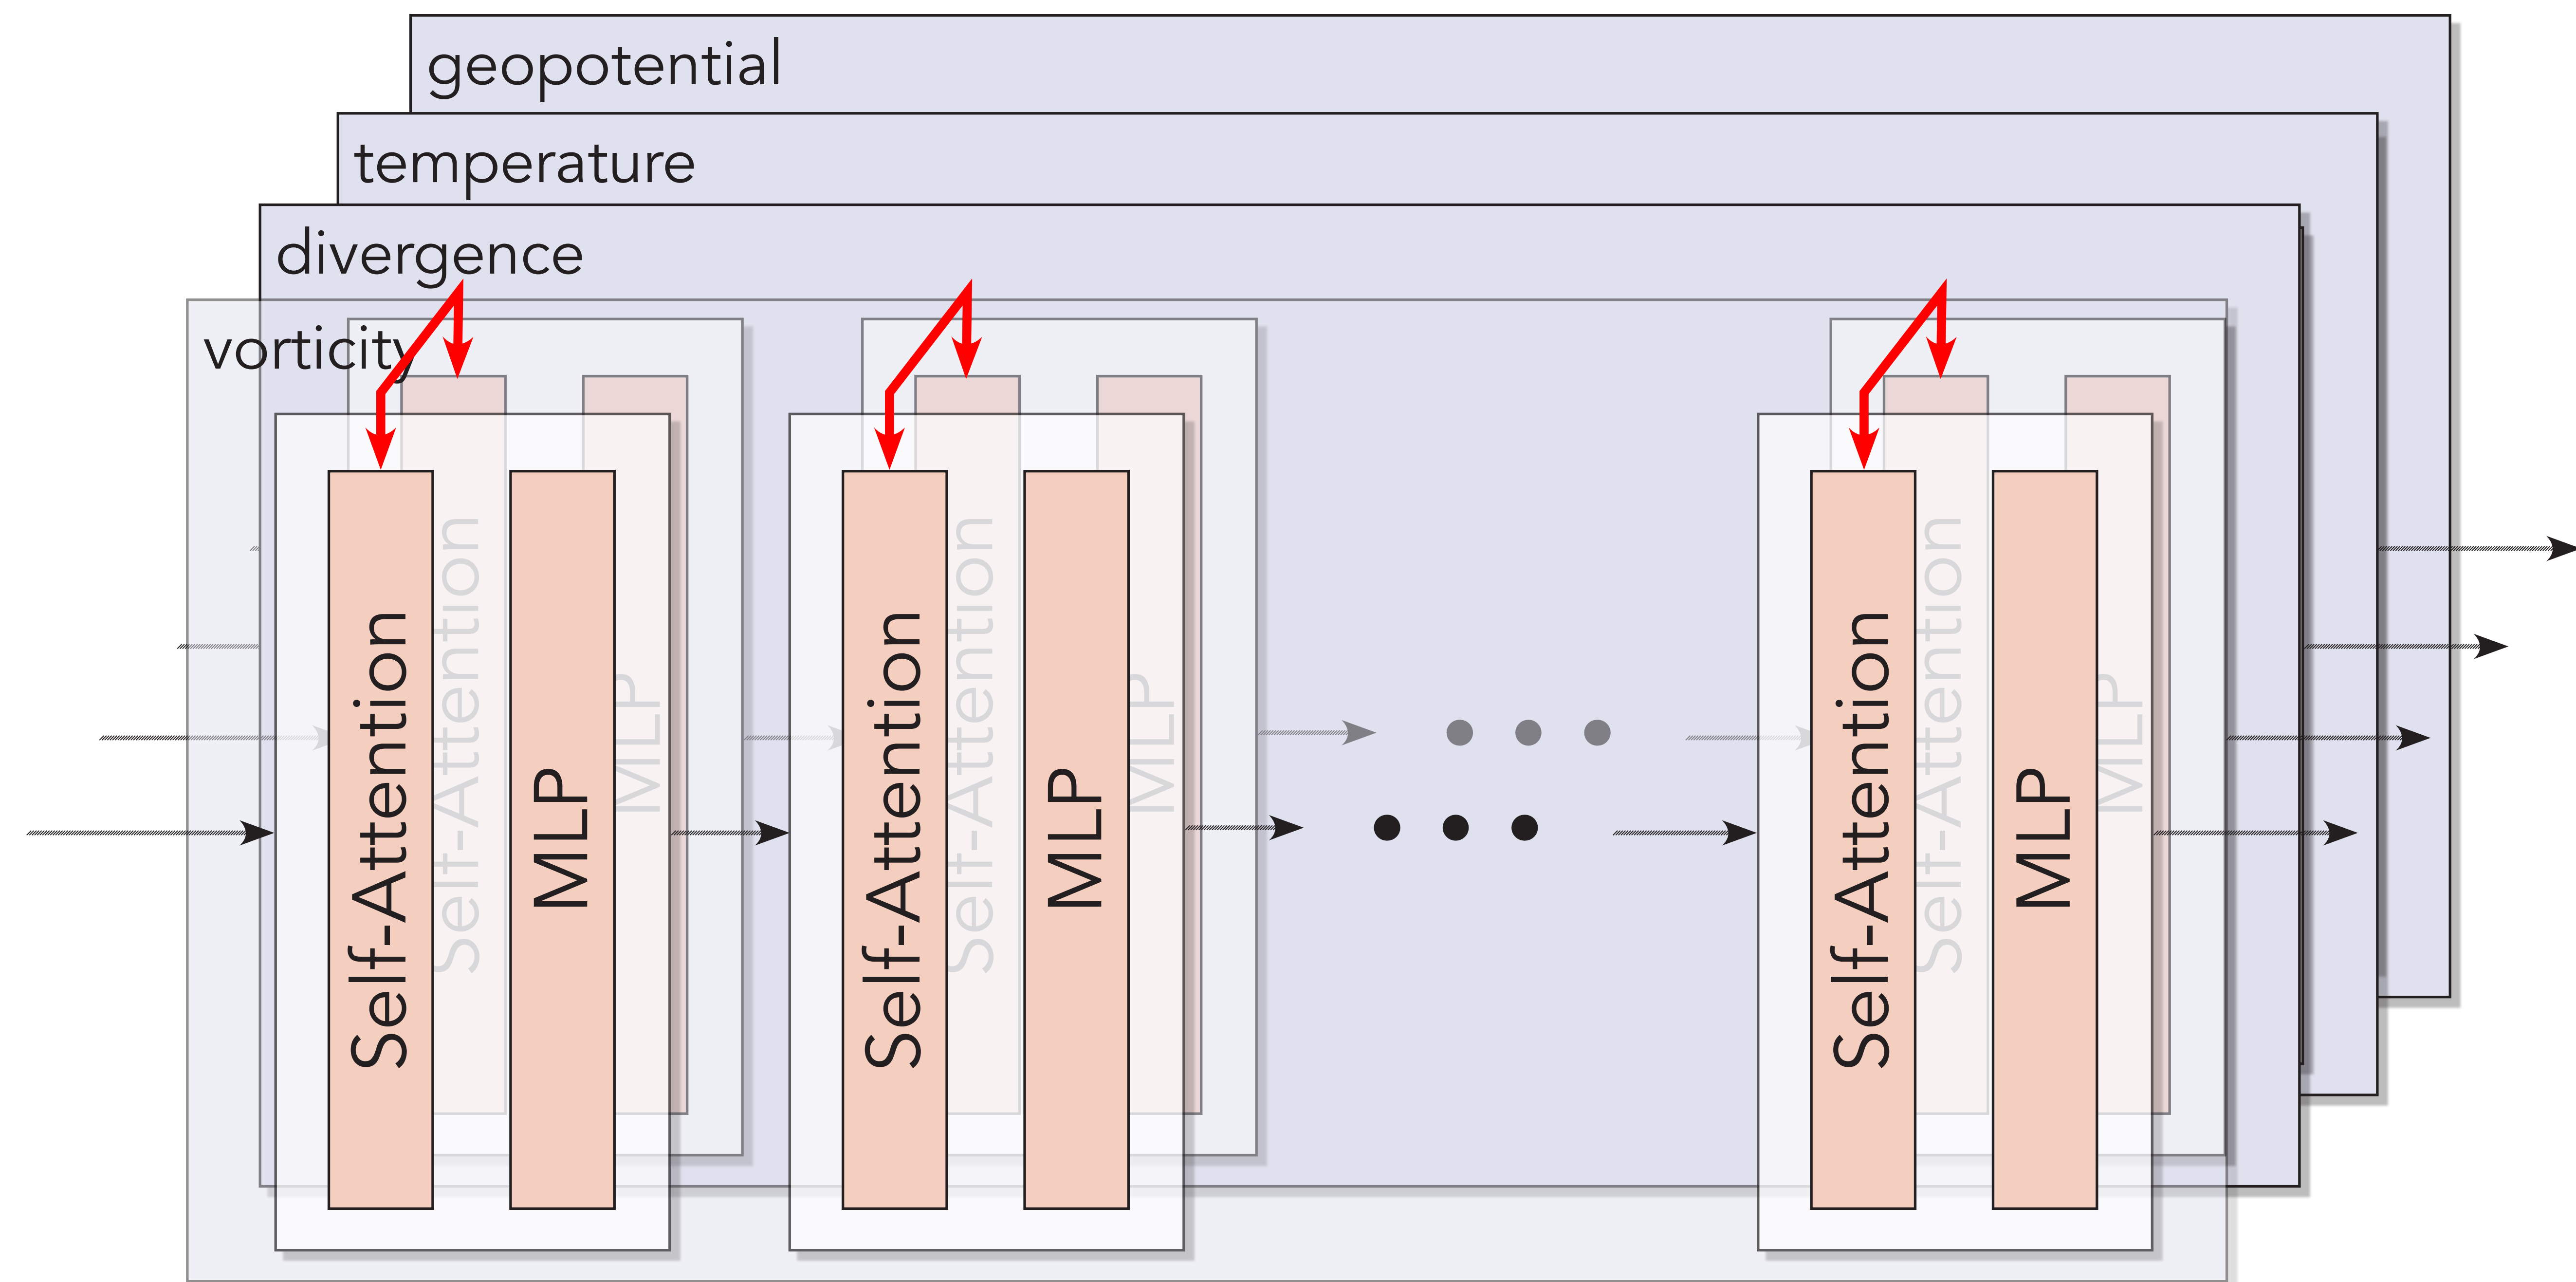 geopotential
temperature
divergence
vorticity
Self-Attention
Self-Attention
MLP
MLP
Self-Attention
Self-Attention
MLP
MLP
Self-Attention
Self-Attention
MLP
MLP